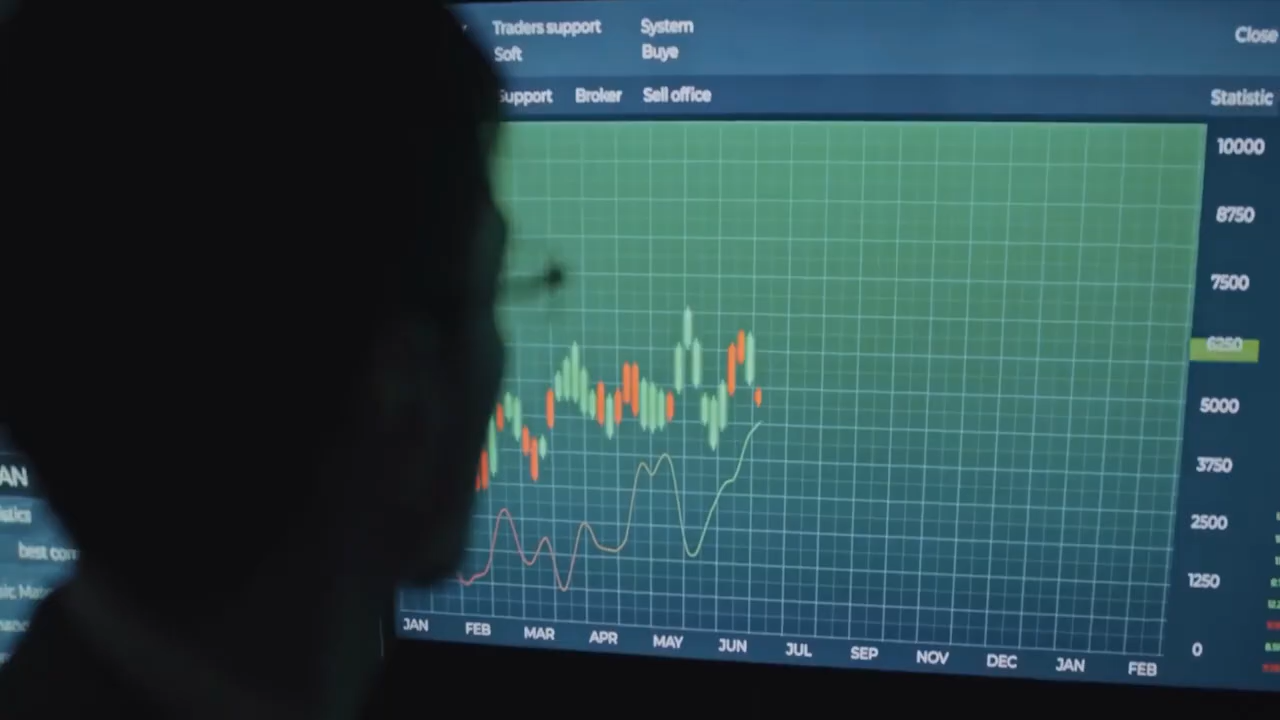 Traders support System
Soft Buye
Close
Support Broker Sell office
Statistic
10000
8750
7500
6250
5000
3750
2500
1250
0
JAN FEB MAR APR MAY JUN JUL SEP NOV DEC JAN FEB
AN
best com